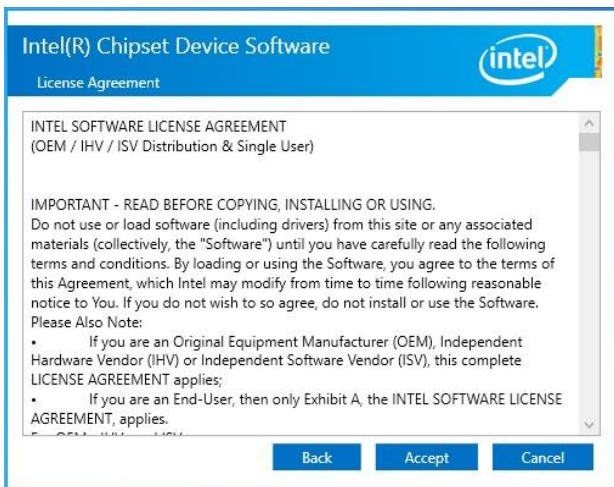 Intel(R) Chipset Device Software
intel
License Agreement
INTEL SOFTWARE LICENSE AGREEMENT
(OEM / IHV / ISV Distribution & Single User)
IMPORTANT - READ BEFORE COPYING, INSTALLING OR USING.
Do not use or load software (including drivers) from this site or any associated
materials (collectively, the "Software") until you have carefully read the following
terms and conditions. By loading or using the Software, you agree to the terms of
this Agreement, which Intel may modify from time to time following reasonable
notice to You. If you do not wish to so agree, do not install or use the Software.
Please Also Note:
• If you are an Original Equipment Manufacturer (OEM), Independent
Hardware Vendor (IHV) or Independent Software Vendor (ISV), this complete
LICENSE AGREEMENT applies;
• If you are an End-User, then only Exhibit A, the INTEL SOFTWARE LICENSE
AGREEMENT, applies.
Back Accept Cancel